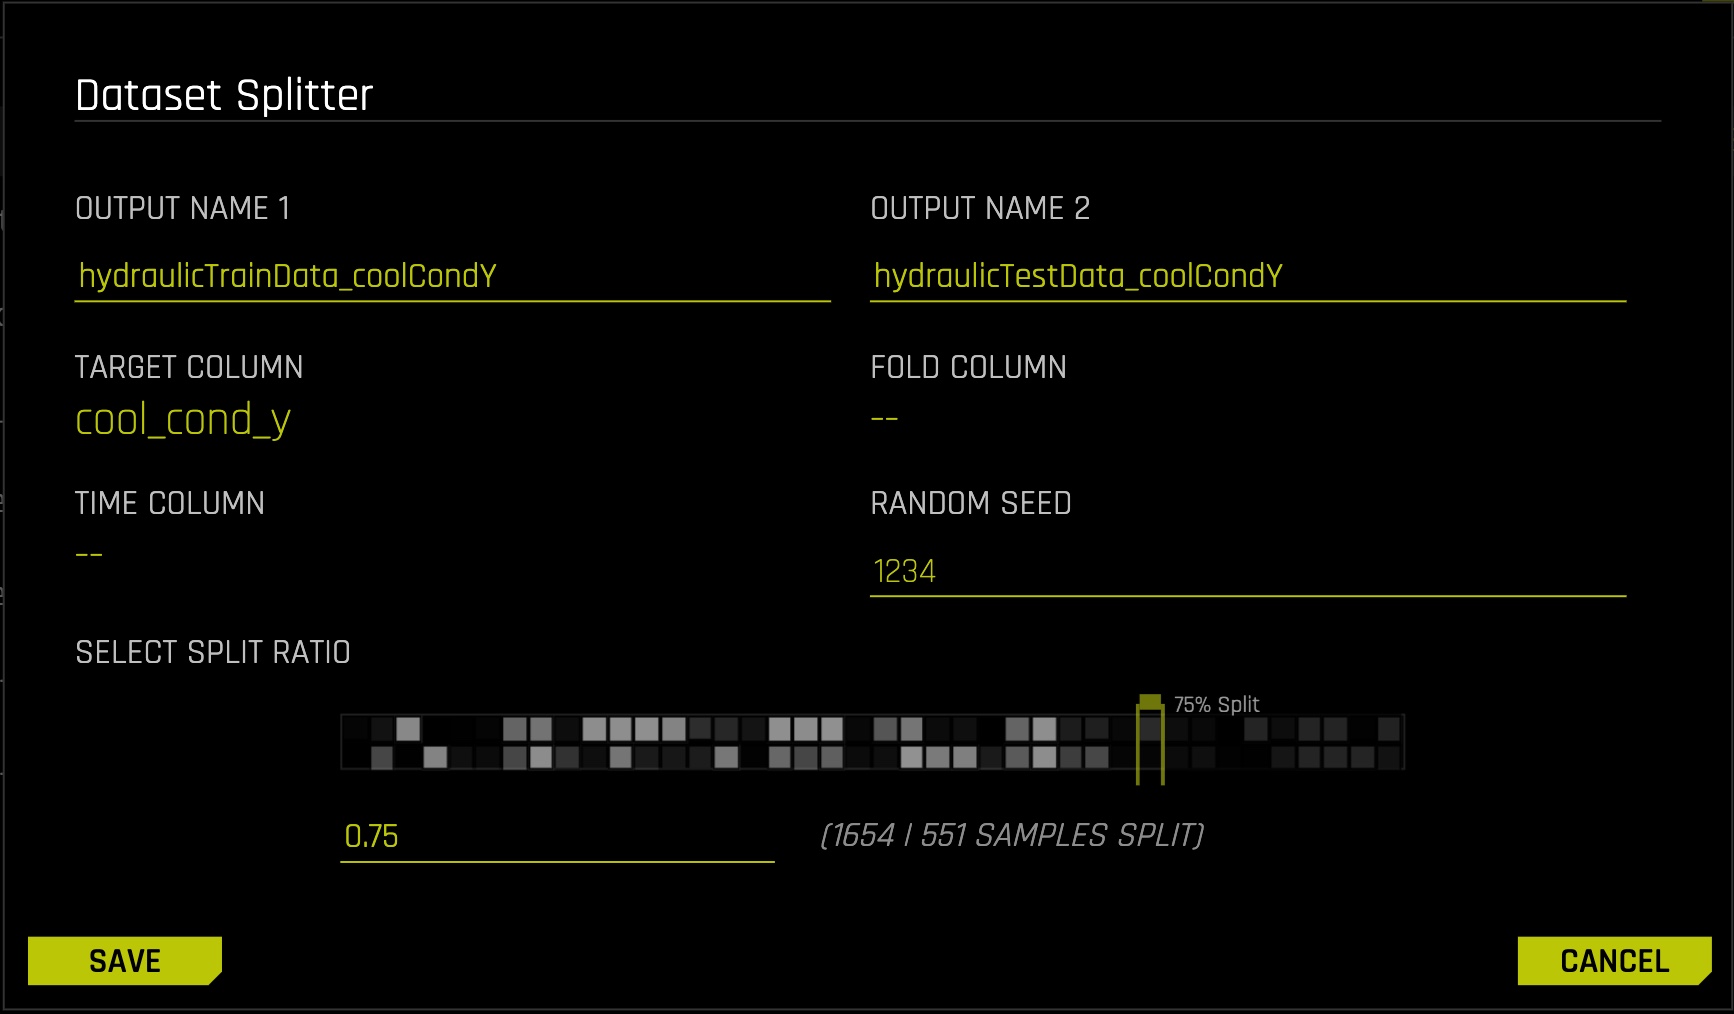 Dataset Splitter
OUTPUT NAME 1
OUTPUT NAME 2
hydraulicTrainData_coolCondY
hydraulicTestData_coolCondY
TARGET COLUMN
FOLD COLUMN
cool_cond_y
--
TIME COLUMN
RANDOM SEED
--
1234
SELECT SPLIT RATIO
75% Split
0.75
(1654 | 551 SAMPLES SPLIT)
SAVE
CANCEL